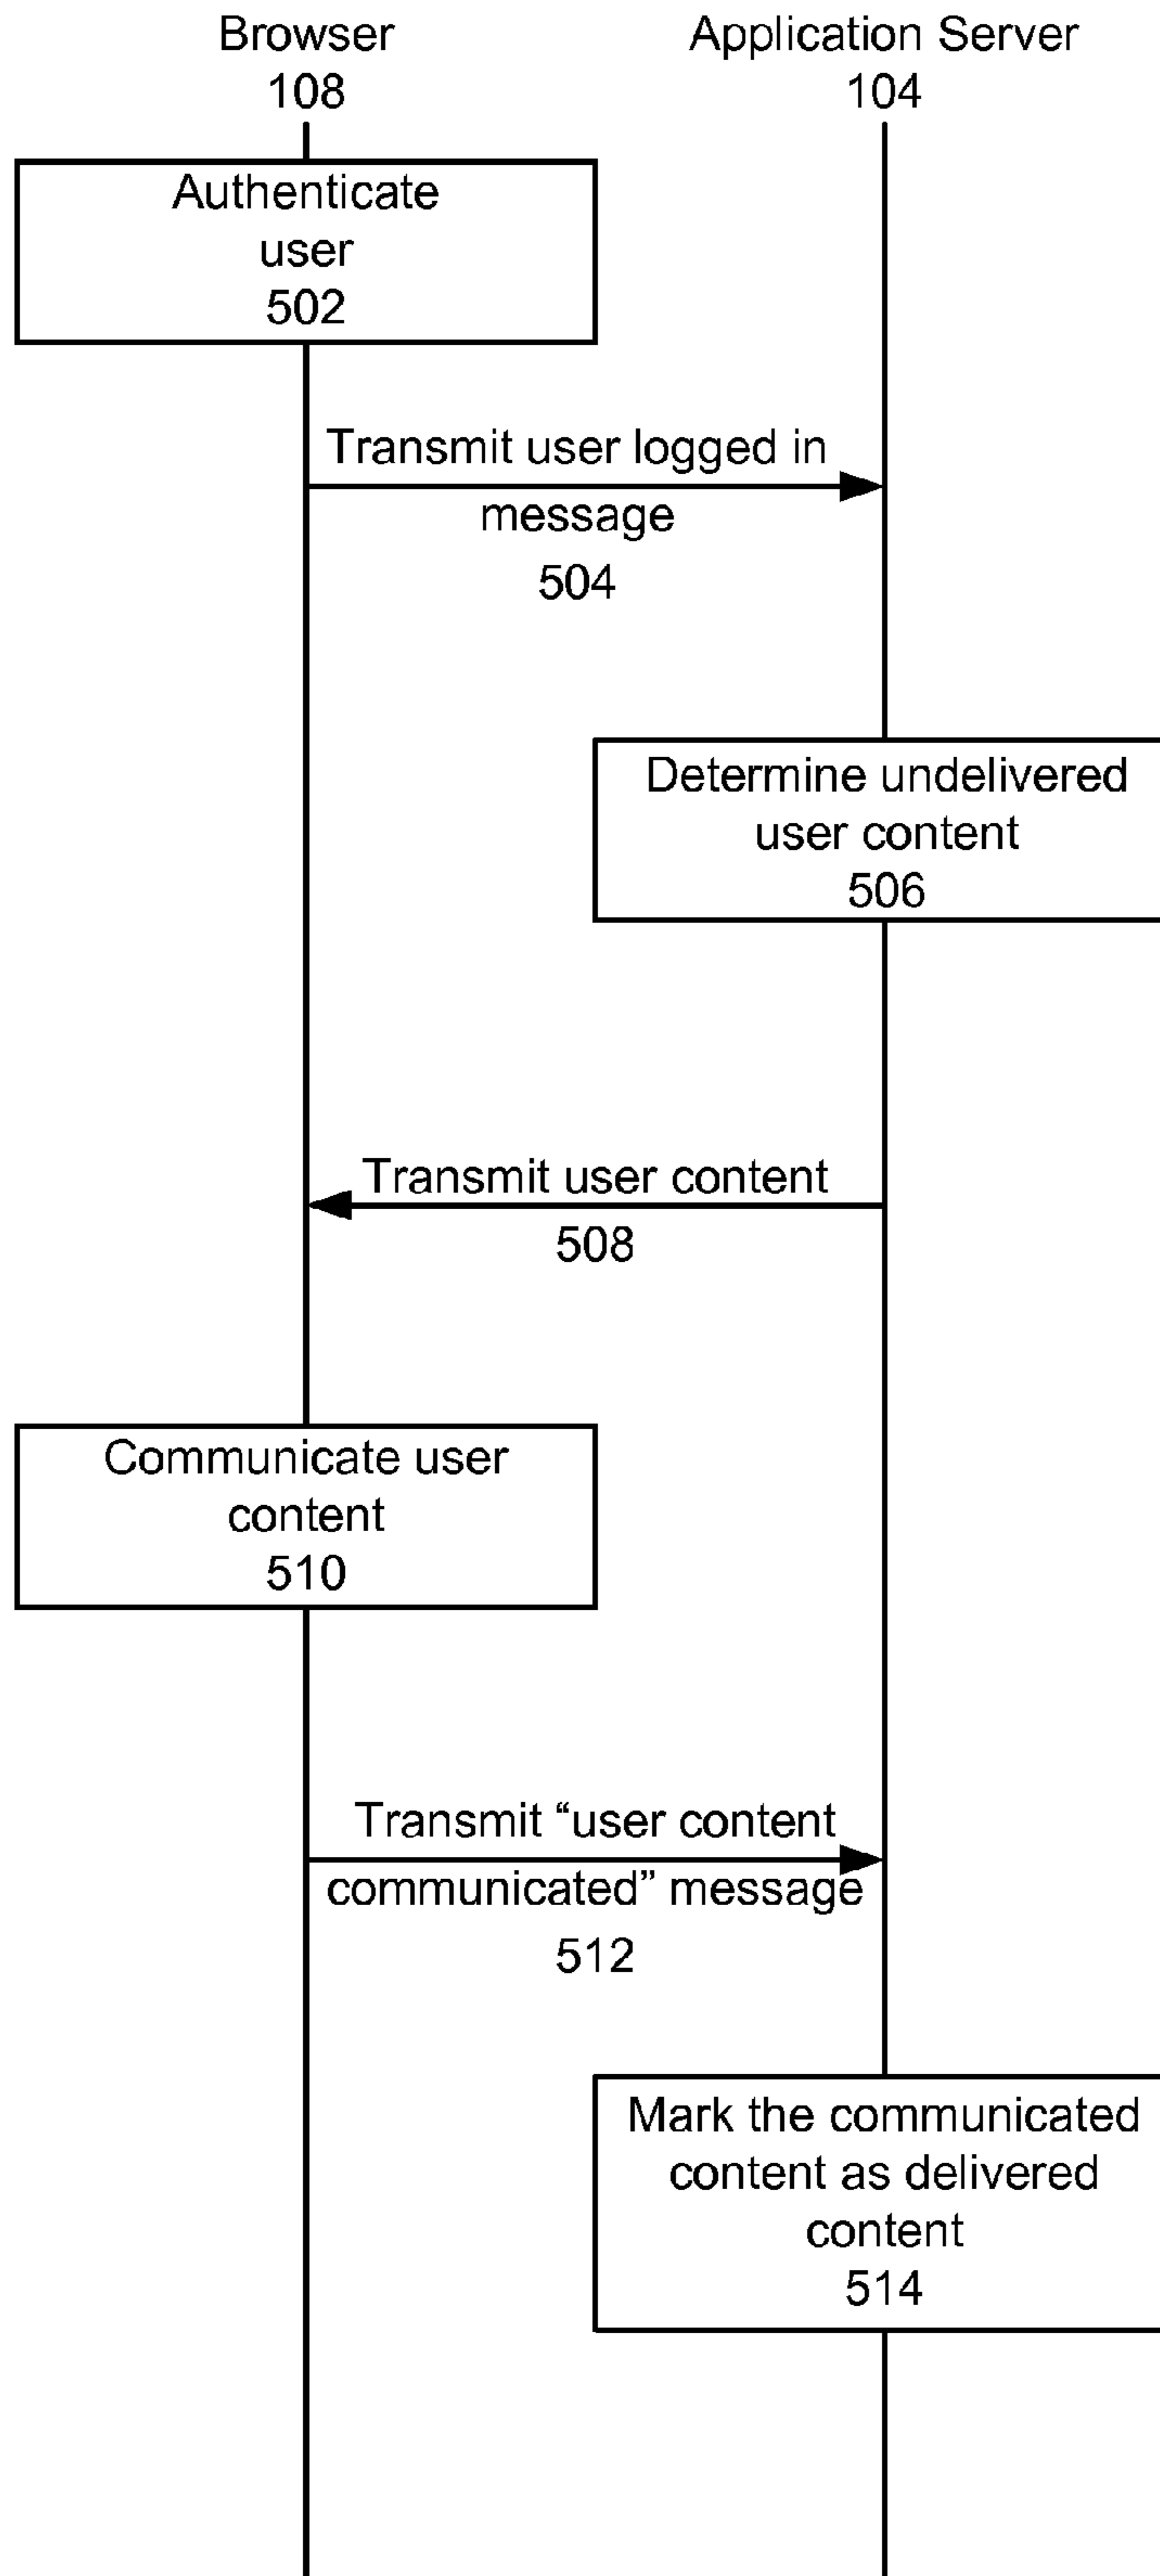 Browser
108
Application Server
104
Authenticate
user
502
Transmit user logged in
message
504
Determine undelivered
user content
506
Transmit user content
508
Communicate user
content
510
Transmit “user content
communicated” message
512
Mark the communicated
content as delivered
content
514